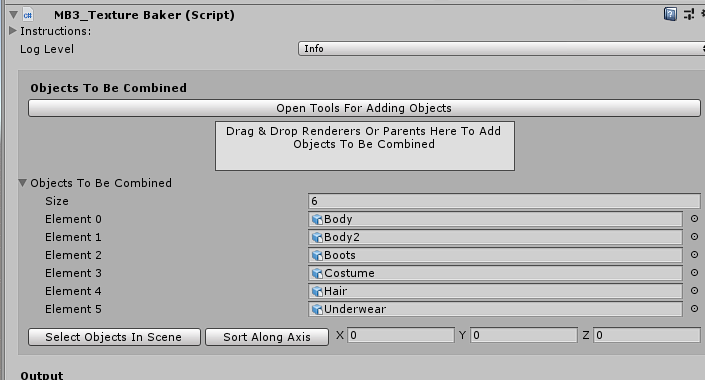 MB3_Texture Baker (Script)
Instructions:
Log Level Info
Objects To Be Combined
Open Tools For Adding Objects
Drag & Drop Renderers Or Parents Here To Add
Objects To Be Combined
Objects To Be Combined
Size 6
Element 0 Body
Element 1 Body2
Element 2 Boots
Element 3 Costume
Element 4 Hair
Element 5 Underwear
Select Objects In Scene Sort Along Axis X 0 Y 0 Z 0
Output